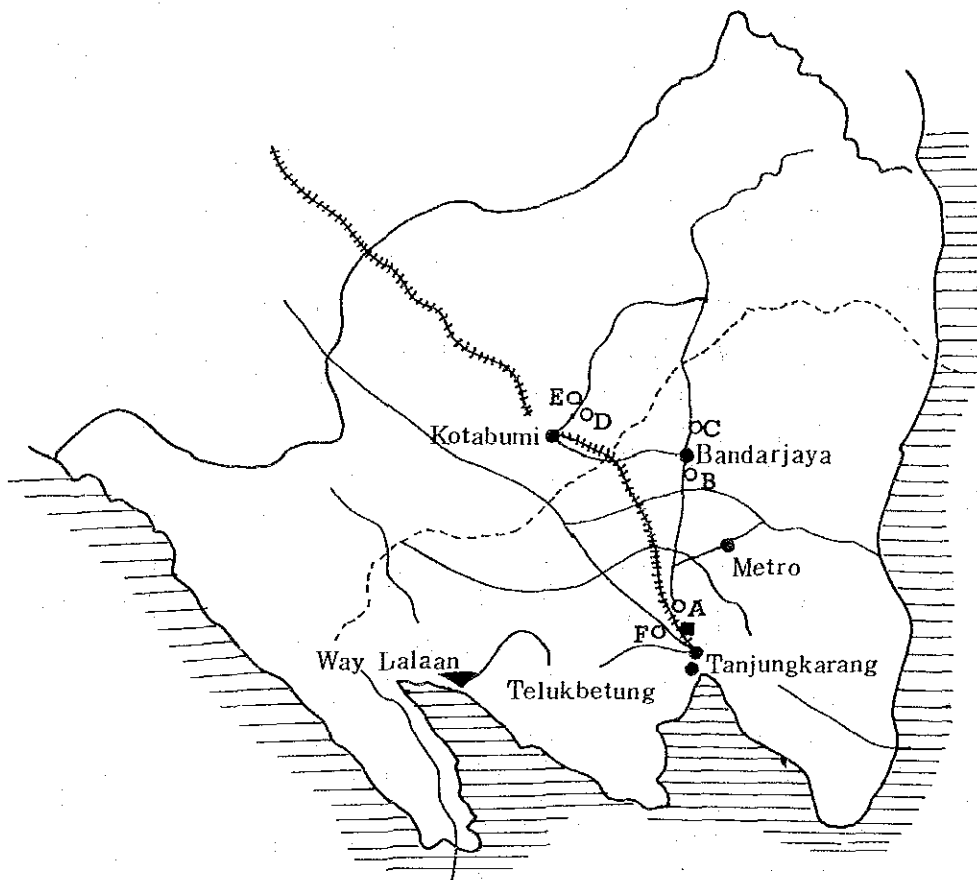 E
D
Kotabumi
C
Bandarjaya
B
Metro
A
F
Way Lalaan
Tanjungkarang
Telukbetung